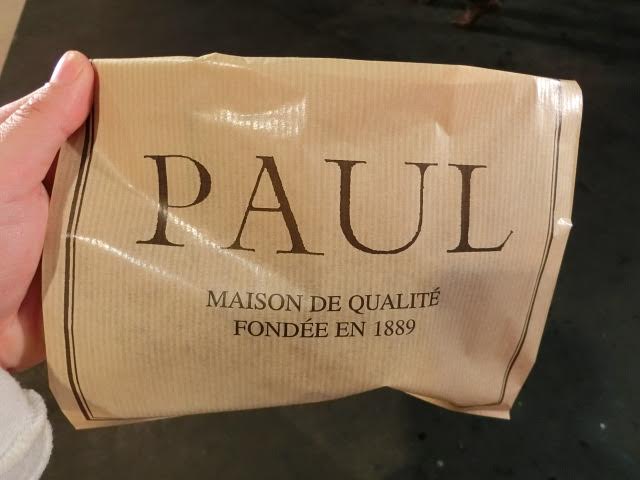 PAUL
MAISON DE QUALITÉ
FONDÉE EN 1889